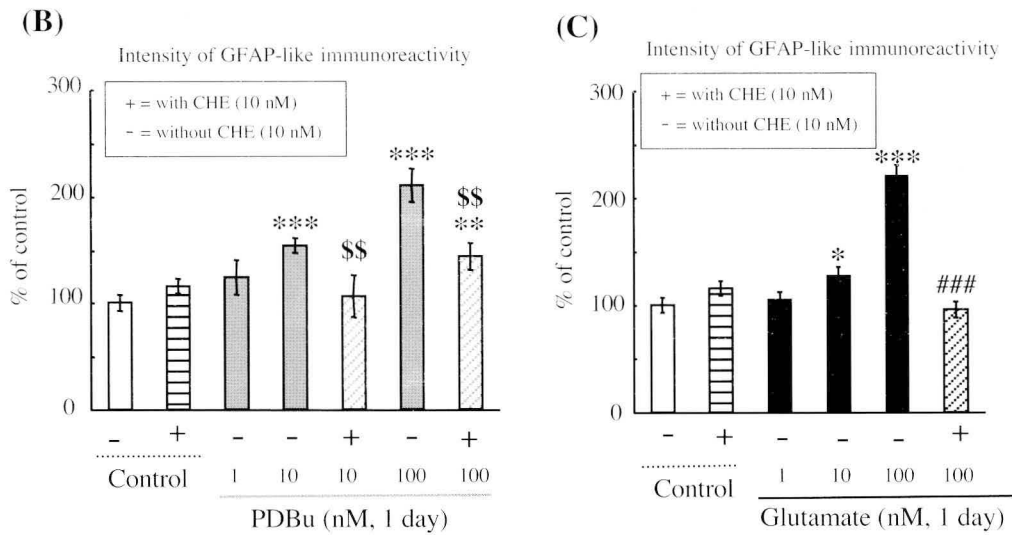 (B)
Intensity of GFAP-like immunoreactivity
300
+ = with CHE (10 nM)
- = without CHE (10 nM)
200
100
0
% of control
***
$$
***
$$
**
- + - - + - +
Control
1 10 10 100 100
PDBu (nM, 1 day)
(C)
Intensity of GFAP-like immunoreactivity
300
+ = with CHE (10 nM)
- = without CHE (10 nM)
200
100
0
% of control
*
***
###
- + - - - +
Control
1 10 100 100
Glutamate (nM, 1 day)